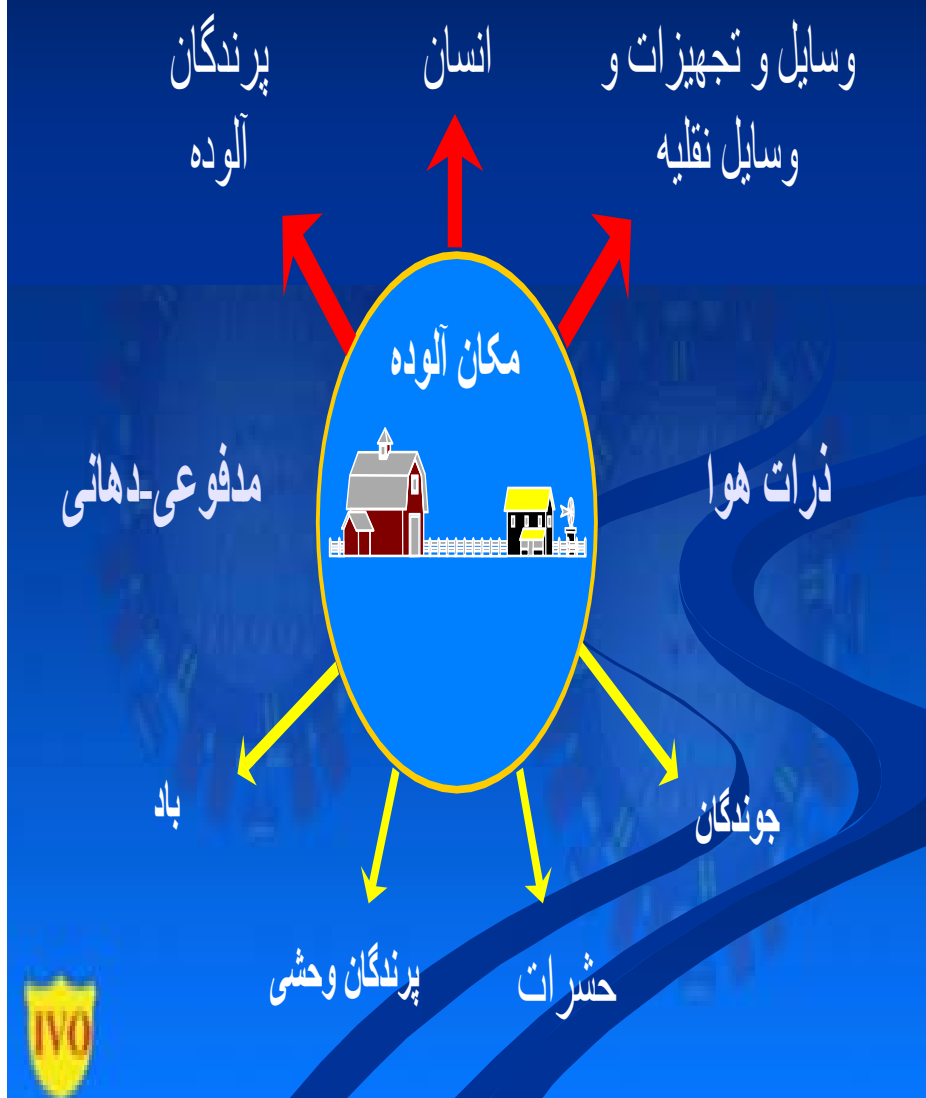 وسایل و تجهیزات و
وسایل نقلیه
انسان
پرندگان
آلوده
مکان آلوده
ذرات هوا
مدفوعی-دهانی
جوندگان
باد
حشرات
پرندگان وحشی
IVO